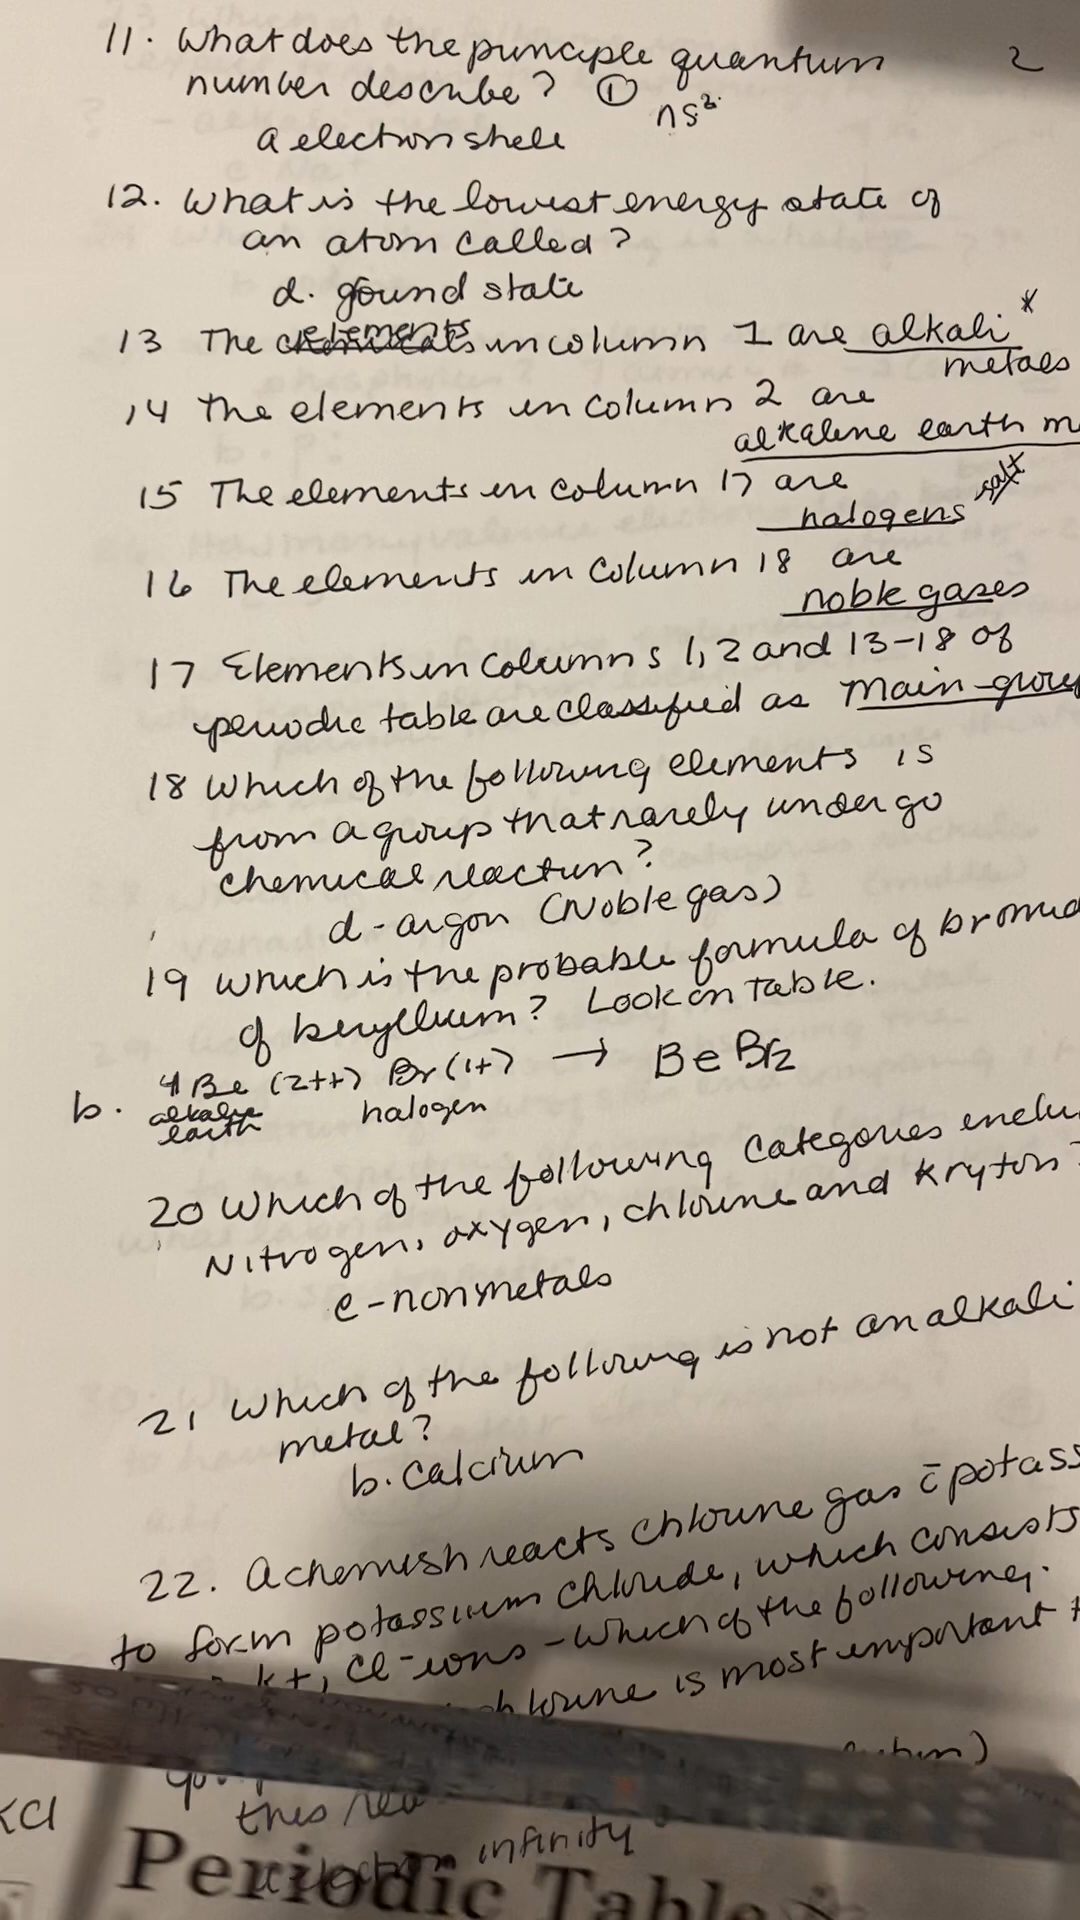 11. What does the principle quantum 2
number describe? ① ns²
a electron shell
12. What is the lowest energy state of
an atom called?
d. ground state
13 The elements in column 1 are alkali *
metals
14 The elements in column 2 are
alkaline earth m
15 The elements in column 17 are
halogens salt
16 The elements in column 18 are
noble gases
17 Elements in columns 1, 2 and 13-18 of
periodic table are classified as main-group
18 Which of the following elements is
from a group that rarely undergo
chemical reaction?
d - argon (Noble gas)
19 which is the probable formula of bromid
of beryllium? Look on table.
4 Be (2++) Br (1+) → BeBr2
b. alkaline halogen
earth
20 Which of the following categories inclu
Nitrogen, oxygen, chlorine and Kryton?
c - nonmetals
21 Which of the following is not an alkali
metal?
b. Calcium
22. A chemish reacts chlorine gas c̄ potass
to form potassium chloride, which consists
k+, Cl- ions - Which of the following
chlorine is most important t
this
KCl
infinity
Periodic Table